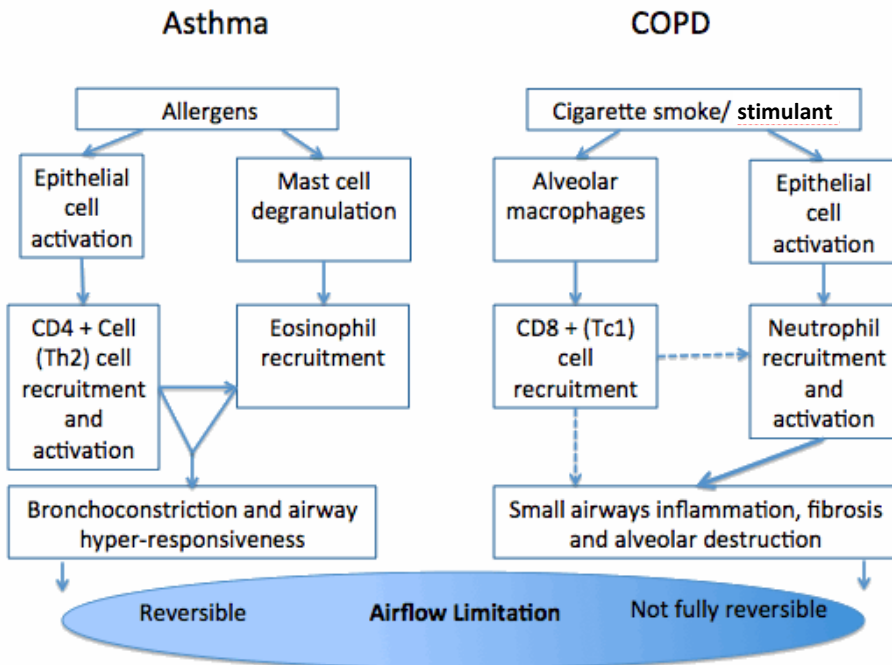 Asthma
COPD
Allergens
Cigarette smoke/ stimulant
Epithelial
cell
activation
Mast cell
degranulation
Alveolar
macrophages
Epithelial
cell
activation
CD4 + Cell
(Th2) cell
recruitment
and
activation
Eosinophil
recruitment
CD8 + (Tc1)
cell
recruitment
Neutrophil
recruitment
and
activation
Bronchoconstriction and airway
hyper-responsiveness
Small airways inflammation, fibrosis
and alveolar destruction
Reversible
Airflow Limitation
Not fully reversible